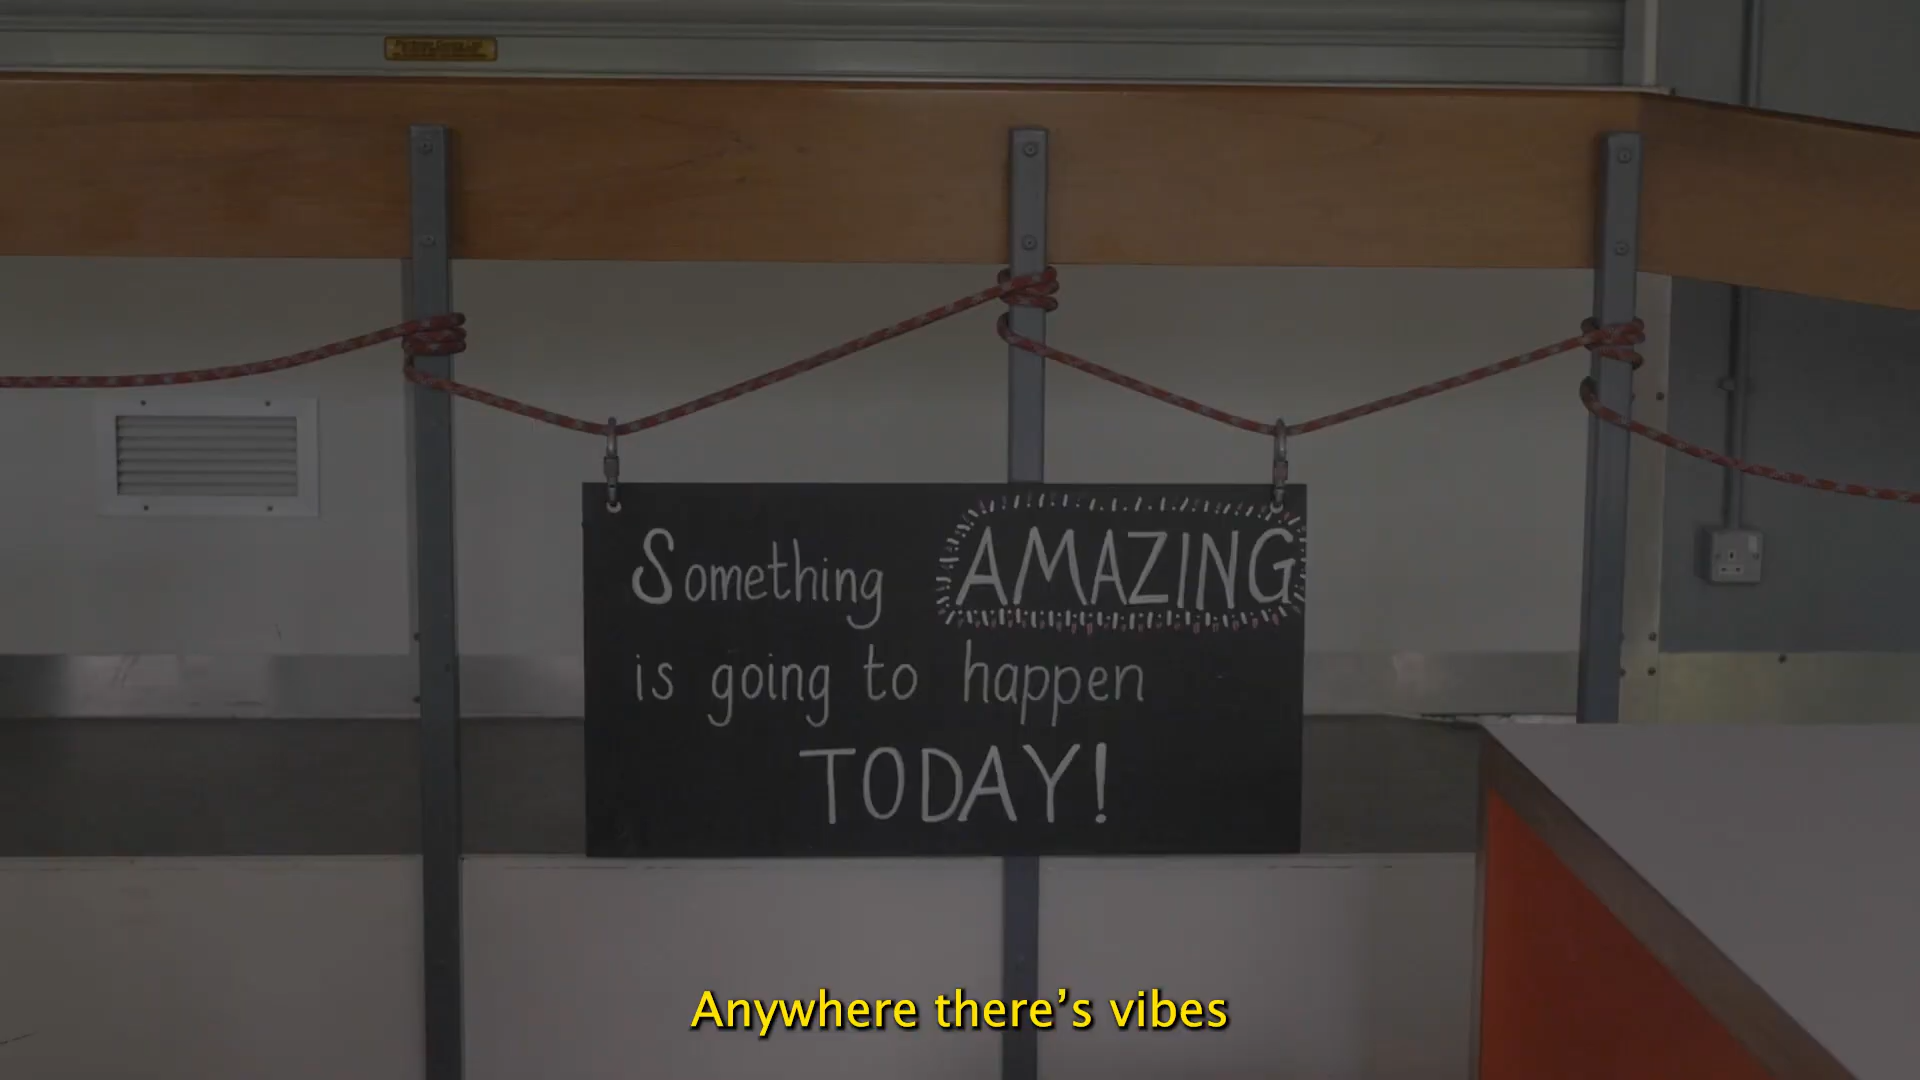 Something AMAZING
is going to happen
TODAY!
Anywhere there's vibes